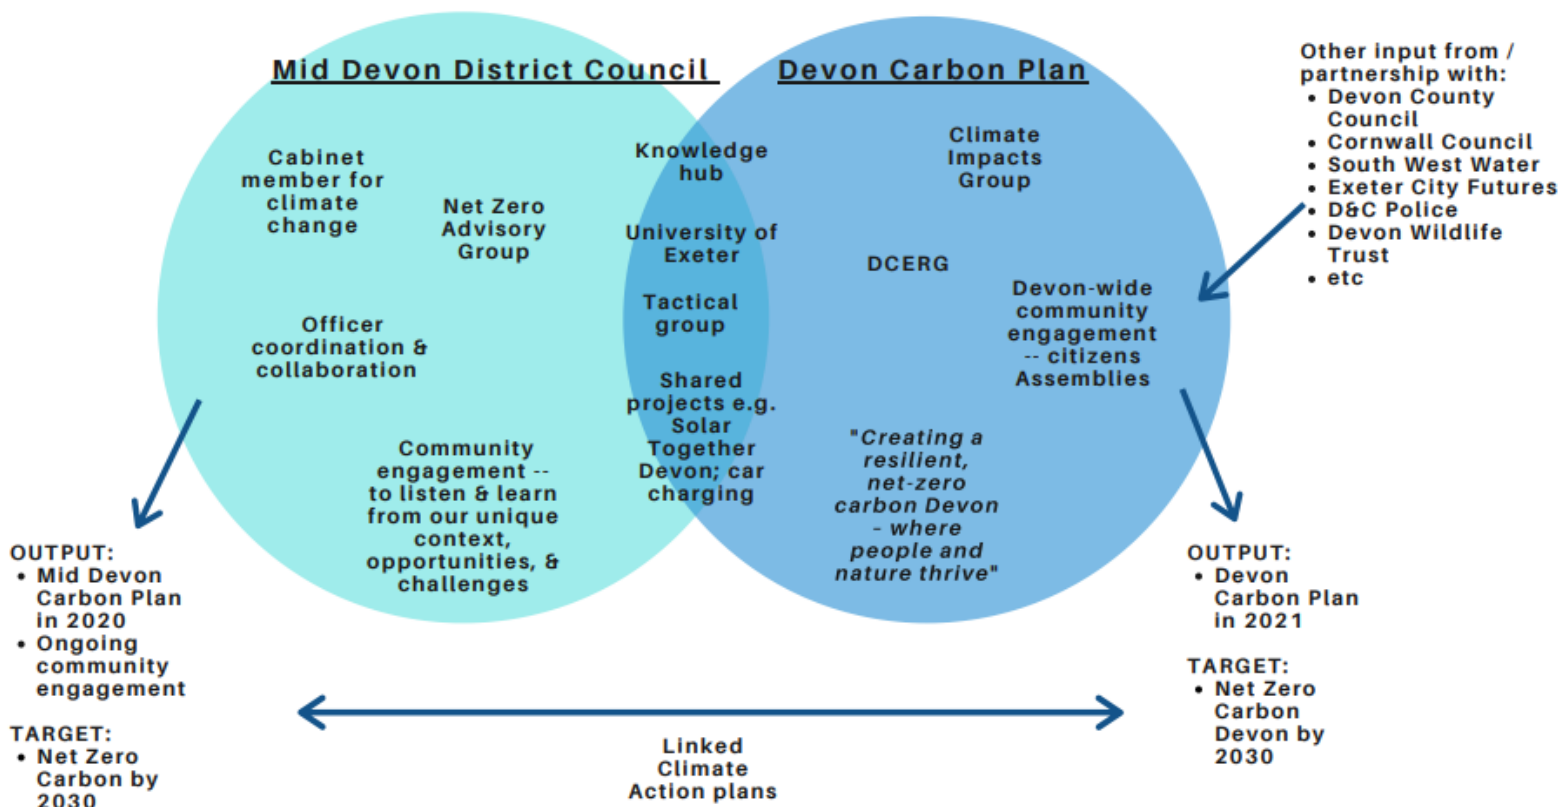 Mid Devon District Council
Devon Carbon Plan
Cabinet
member for
climate
change
Net Zero
Advisory
Group
Officer
coordination &
collaboration
Community
engagement --
to listen & learn
from our unique
context,
opportunities, &
challenges
Knowledge
hub
University of
Exeter
Tactical
group
Shared
projects e.g.
Solar
Together
Devon; car
charging
Climate
Impacts
Group
DCERG
Devon-wide
community
engagement
-- citizens
Assemblies
"Creating a
resilient,
net-zero
carbon Devon
– where
people and
nature thrive"
Other input from /
partnership with:
• Devon County
Council
• Cornwall Council
• South West Water
• Exeter City Futures
• D&C Police
• Devon Wildlife
Trust
• etc
OUTPUT:
• Mid Devon
Carbon Plan
in 2020
• Ongoing
community
engagement
TARGET:
• Net Zero
Carbon by
2030
Linked
Climate
Action plans
OUTPUT:
• Devon
Carbon Plan
in 2021
TARGET:
• Net Zero
Carbon
Devon by
2030